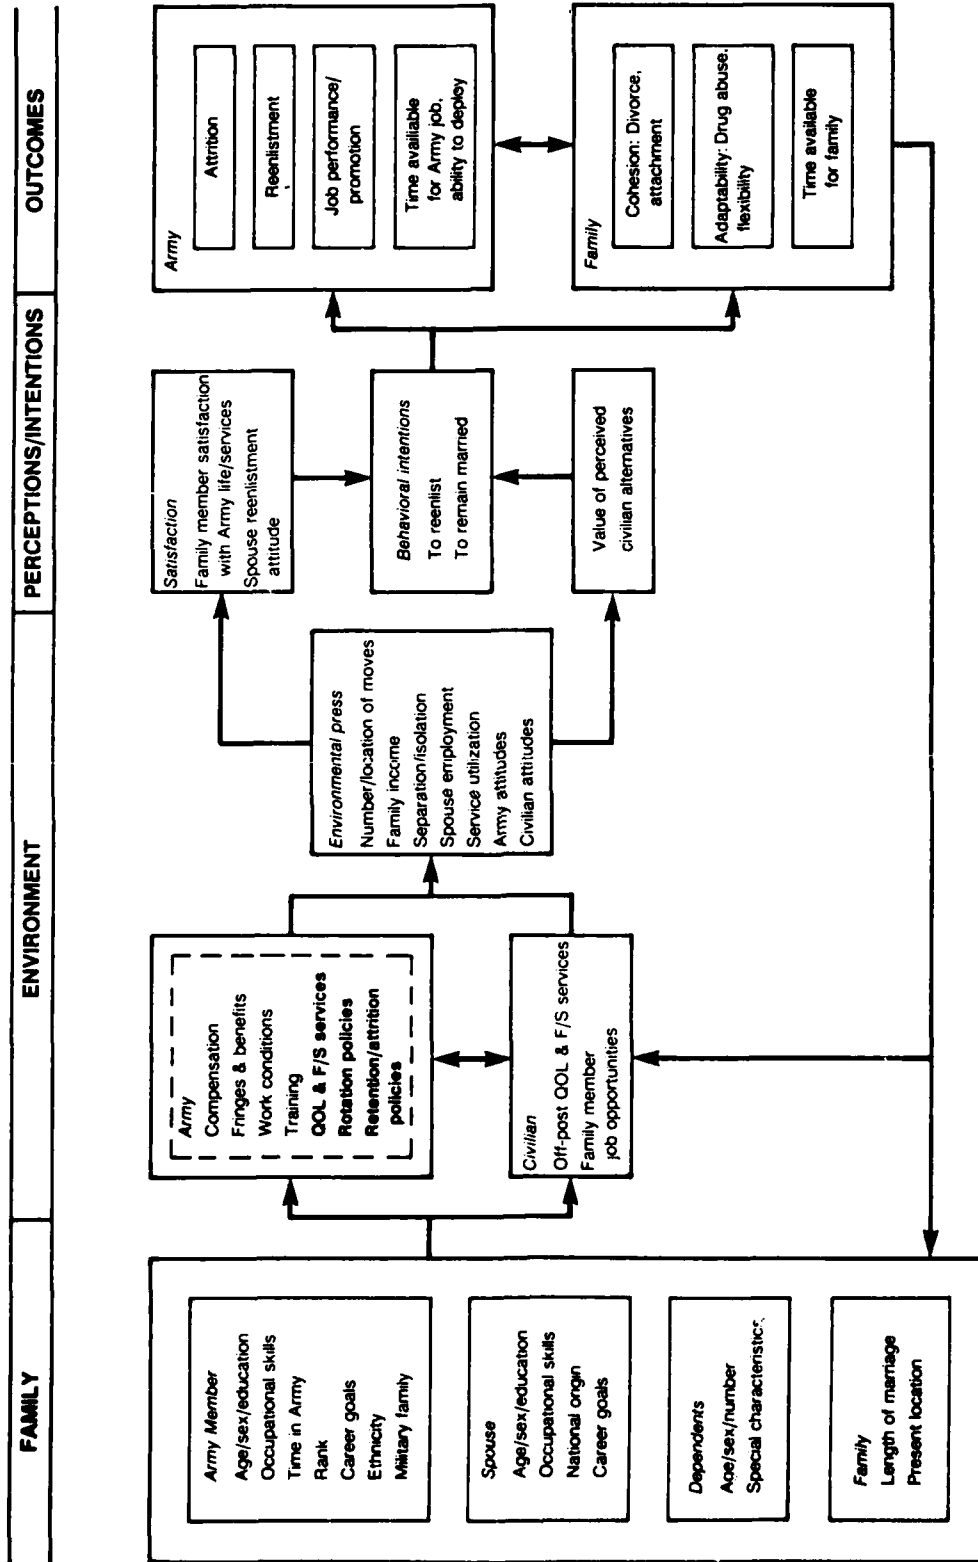 FAMILY
ENVIRONMENT
PERCEPTIONS/INTENTIONS
OUTCOMES
Army Member
Age/sex/education
Occupational skills
Time in Army
Rank
Career goals
Ethnicity
Military family
Spouse
Age/sex/education
Occupational skills
National origin
Career goals
Dependents
Age/sex/number
Special characteristics
Family
Length of marriage
Present location
Army
Compensation
Fringes & benefits
Work conditions
Training
QOL & F/S services
Rotation policies
Retention/attrition
policies
Civilian
Off-post QOL & F/S services
Family member
job opportunities
Environmental press
Number/location of moves
Family income
Separation/isolation
Spouse employment
Service utilization
Army attitudes
Civilian attitudes
Satisfaction
Family member satisfaction
with Army life/services
Spouse reenlistment
attitude
Behavioral intentions
To reenlist
To remain married
Value of perceived
civilian alternatives
Army
Attrition
Reenlistment
Job performance/
promotion
Time availiable
for Army job,
ability to deploy
Family
Cohesion: Divorce,
attachment
Adaptability: Drug abuse,
flexibility
Time available
for family